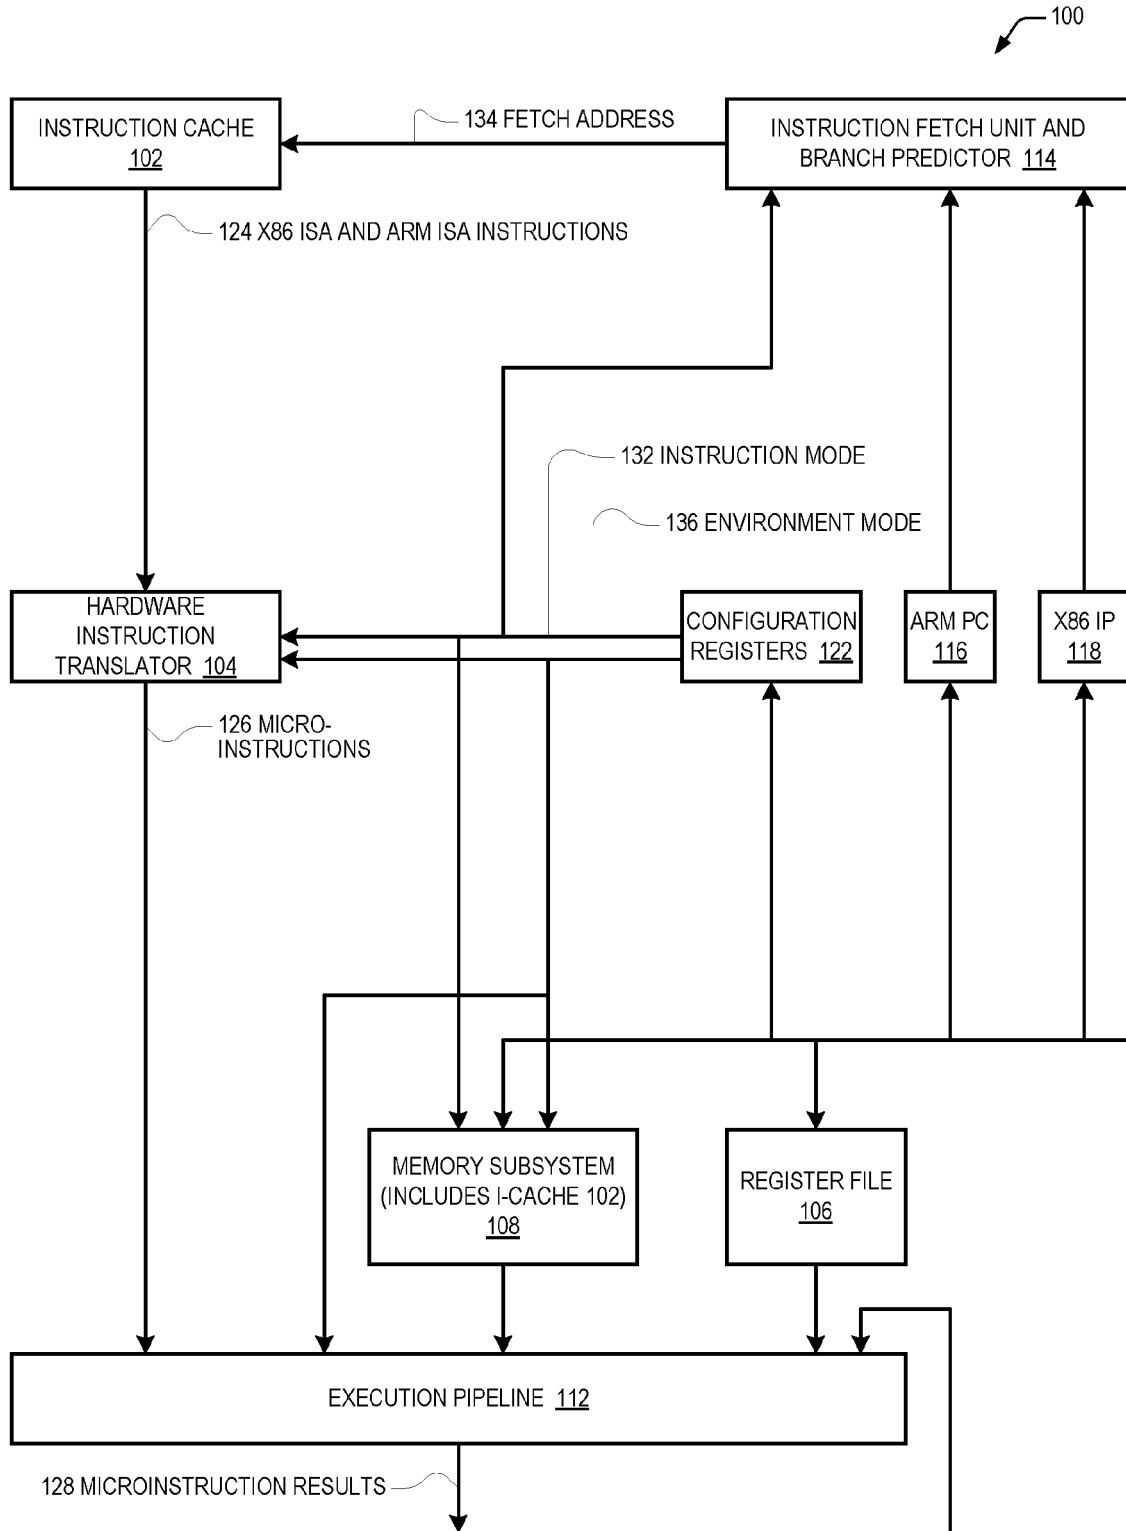 100
INSTRUCTION CACHE
102
134 FETCH ADDRESS
INSTRUCTION FETCH UNIT AND
BRANCH PREDICTOR 114
124 X86 ISA AND ARM ISA INSTRUCTIONS
132 INSTRUCTION MODE
136 ENVIRONMENT MODE
HARDWARE
INSTRUCTION
TRANSLATOR 104
CONFIGURATION
REGISTERS 122
ARM PC
116
X86 IP
118
126 MICRO-
INSTRUCTIONS
MEMORY SUBSYSTEM
(INCLUDES I-CACHE 102)
108
REGISTER FILE
106
EXECUTION PIPELINE 112
128 MICROINSTRUCTION RESULTS